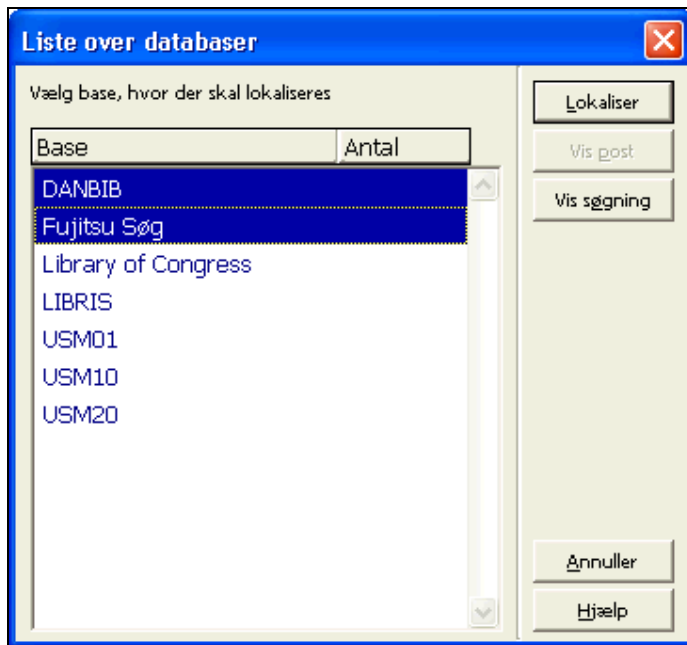 Liste over databaser
Vælg base, hvor der skal lokaliseres
Base Antal
DANBIB
Fujitsu Søg
Library of Congress
LIBRIS
USM01
USM10
USM20
Lokaliser
Vis post
Vis søgning
Annuller
Hjælp